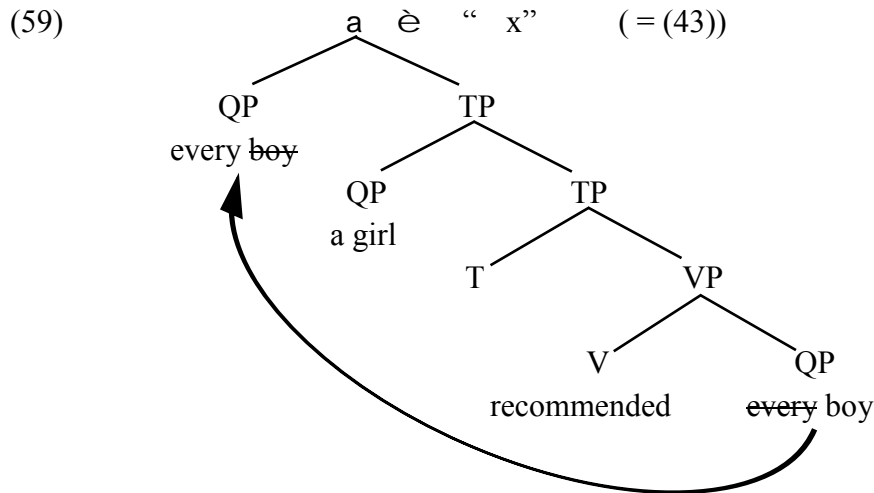 (59) a è “ x” ( = (43))
QP TP
every boy
QP TP
a girl
T VP
V QP
recommended every boy